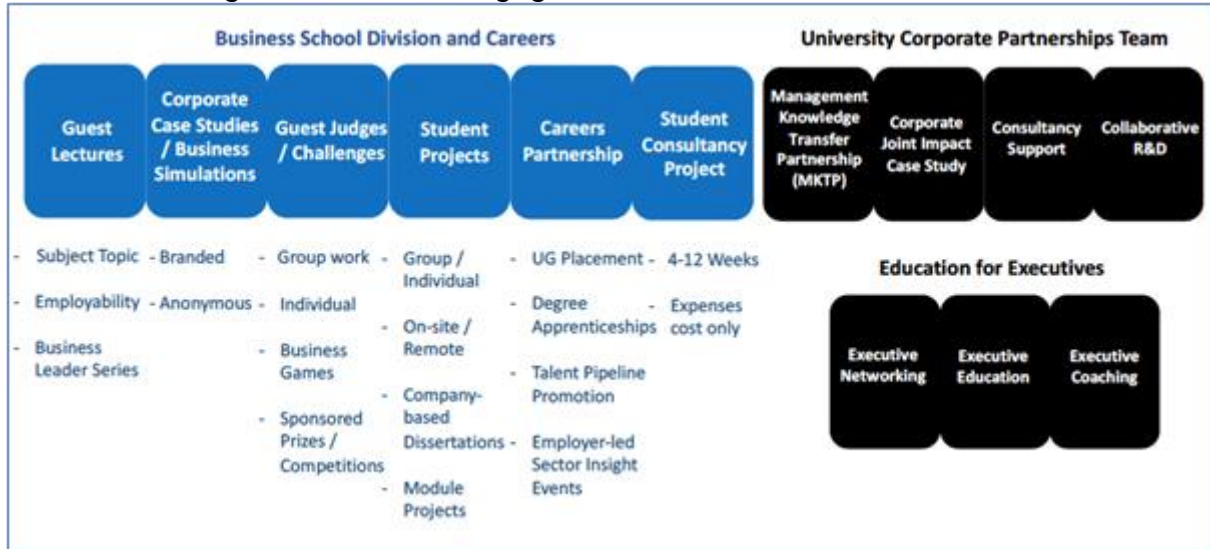 Business School Division and Careers
Guest
Lectures
Corporate
Case Studies
/ Business
Simulations
Guest Judges
/ Challenges
Student
Projects
Careers
Partnership
Student
Consultancy
Project
- Subject Topic
- Employability
- Business
Leader Series
- Branded
- Anonymous
- Group work
- Individual
- Business
Games
- Sponsored
Prizes /
Competitions
- Group /
Individual
- On-site /
Remote
- Company-
based
Dissertations
- Module
Projects
- UG Placement
- Degree
Apprenticeships
- Talent Pipeline
Promotion
- Employer-led
Sector Insight
Events
- 4-12 Weeks
- Expenses
cost only
University Corporate Partnerships Team
Management
Knowledge
Transfer
Partnership
(MKTP)
Corporate
Joint Impact
Case Study
Consultancy
Support
Collaborative
R&D
Education for Executives
Executive
Networking
Executive
Education
Executive
Coaching